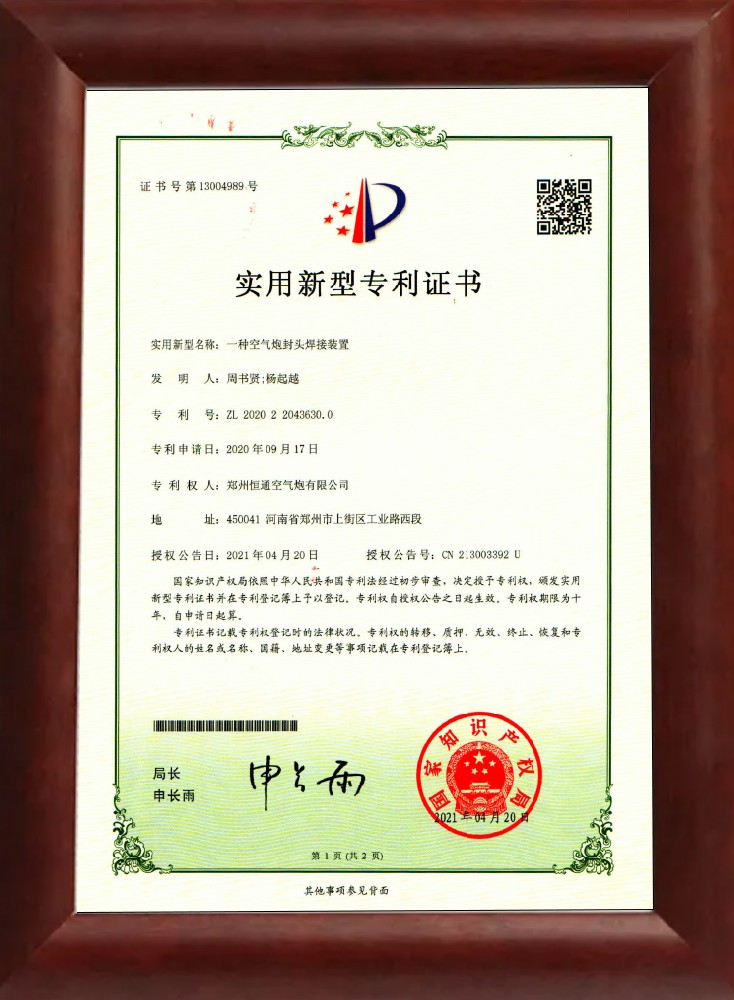 证书号第13004989号
实用新型专利证书
实用新型名称：一种空气炮封头焊接装置
发明人：周书贤;杨起越
专利号：ZL 2020 2 2043630.0
专利申请日：2020年09月17日
专利权人：郑州恒通空气炮有限公司
地址：450041 河南省郑州市上街区工业路西段
授权公告日：2021年04月20日 授权公告号：CN 2.3003392 U
国家知识产权局依照中华人民共和国专利法经过初步审查，决定授予专利权，颁发实用
新型专利证书并在专利登记簿上予以登记。专利权自授权公告之日起生效。专利权期限为十
年，自申请日起算。
专利证书记载专利权登记时的法律状况。专利权的转移、质押、无效、终止、恢复和专
利权人的姓名或名称、国籍、地址变更等事项记载在专利登记簿上。
局长
申长雨
申长雨
国家知识产权局
2021年04月20日
第1页(共2页)
其他事项参见背面